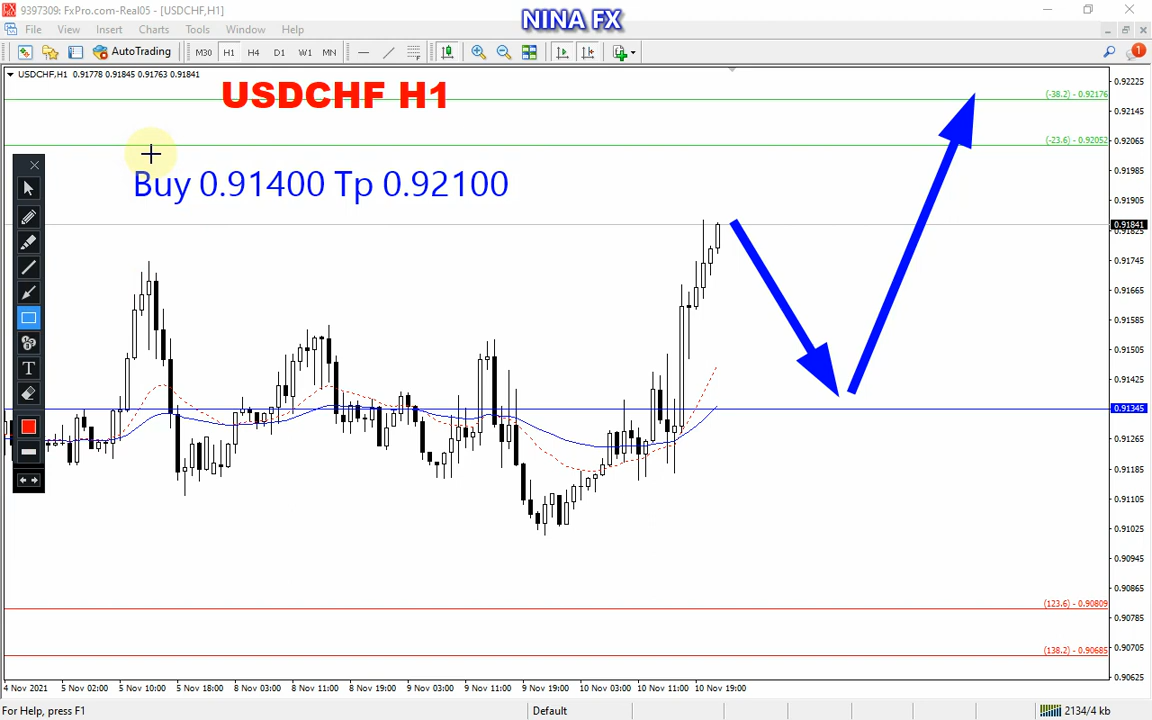 9397309: FxPro.com-Real05 - [USDCHF,H1]
NINA FX
File View Insert Charts Tools Window Help
AutoTrading M30 H1 H4 D1 W1 MN
1
USDCHF,H1 0.91778 0.91845 0.91763 0.91841
USDCHF H1
Buy 0.91400 Tp 0.92100
(-38.2) - 0.92176
(-23.6) - 0.92052
(123.6) - 0.90809
(138.2) - 0.90685
T
0.92225
0.92145
0.92065
0.91985
0.91905
0.91841
0.91825
0.91745
0.91665
0.91585
0.91505
0.91425
0.91345
0.91265
0.91185
0.91105
0.91025
0.90945
0.90865
0.90785
0.90705
0.90625
4 Nov 2021 5 Nov 02:00 5 Nov 10:00 5 Nov 18:00 8 Nov 03:00 8 Nov 11:00 8 Nov 19:00 9 Nov 03:00 9 Nov 11:00 9 Nov 19:00 10 Nov 03:00 10 Nov 11:00 10 Nov 19:00
For Help, press F1 Default 2134/4 kb